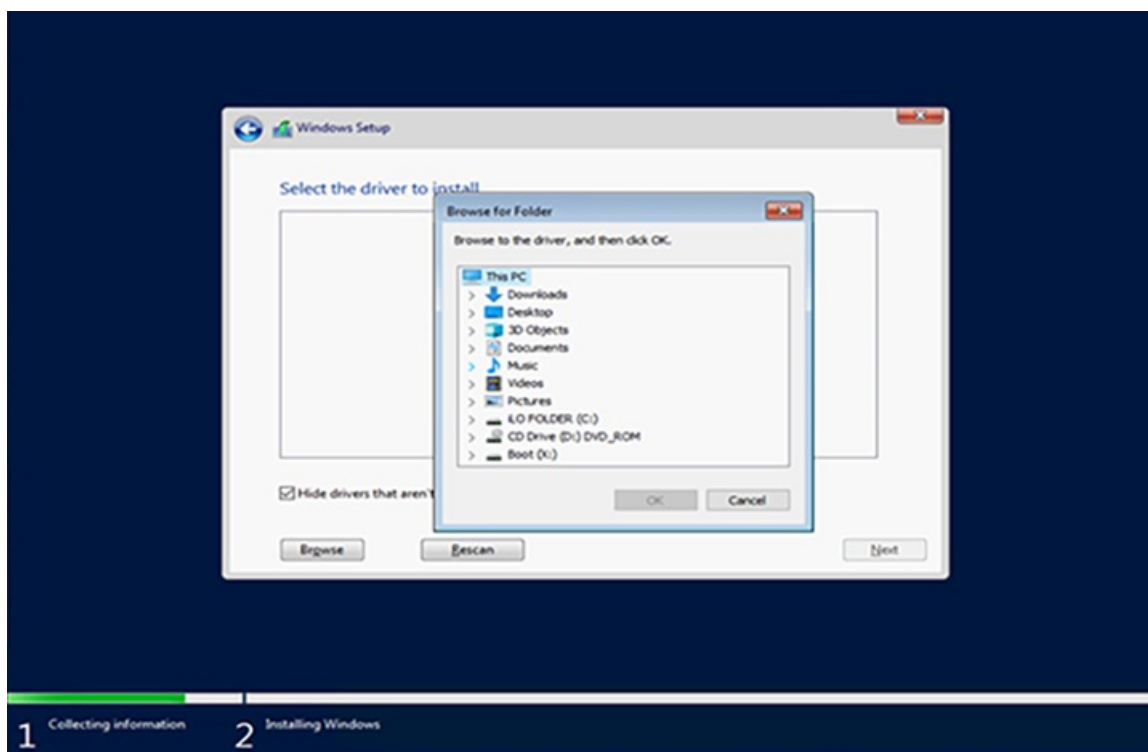 Windows Setup
Select the driver to install
Browse for Folder
Browse to the driver, and then click OK.
This PC
Downloads
Desktop
3D Objects
Documents
Music
Videos
Pictures
iLO FOLDER (C:)
CD Drive (D:) DVD_ROM
Boot (X:)
Hide drivers that aren't
OK Cancel
Browse Rescan Next
1 Collecting information 2 Installing Windows